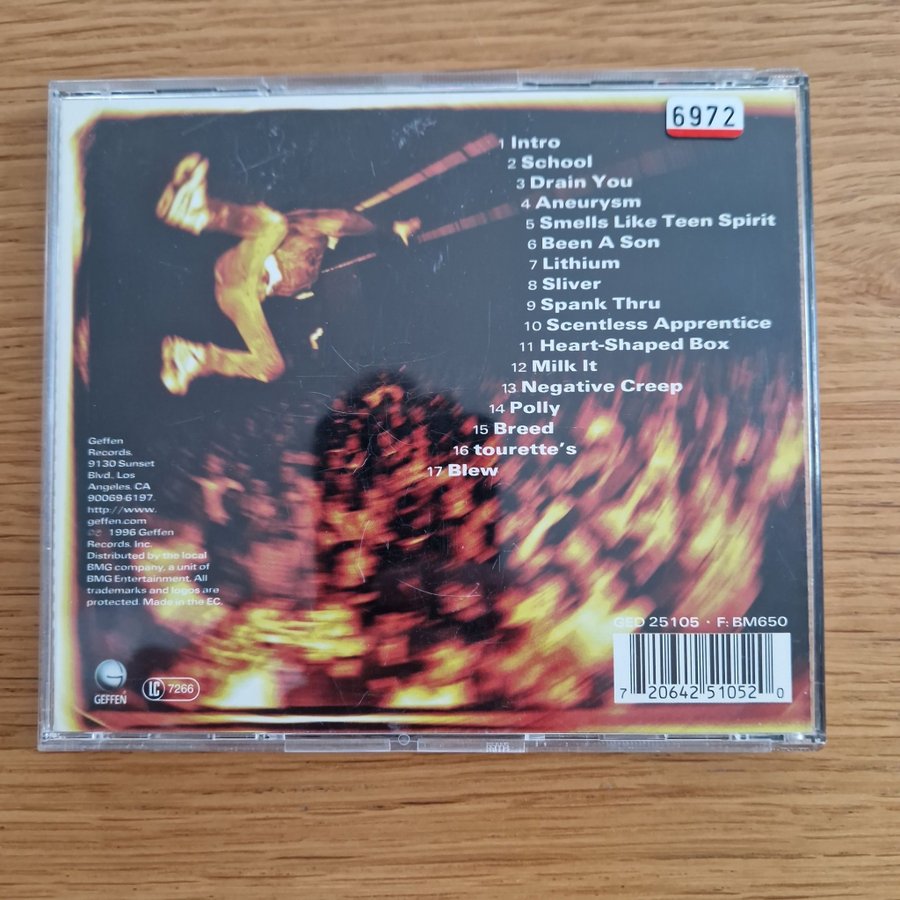 6972
1 Intro
2 School
3 Drain You
4 Aneurysm
5 Smells Like Teen Spirit
6 Been A Son
7 Lithium
8 Sliver
9 Spank Thru
10 Scentless Apprentice
11 Heart-Shaped Box
12 Milk It
13 Negative Creep
14 Polly
15 Breed
16 tourette's
17 Blew
Geffen
Records.
9130 Sunset
Blvd., Los
Angeles. CA
90069-6197.
http://www.
geffen.com
℗© 1996 Geffen
Records, Inc.
Distributed by the local
BMG company, a unit of
BMG Entertainment. All
trademarks and logos are
protected. Made in the EC.
GEFFEN
LC 7266
GED 25105 · F: BM650
7 20642 51052 0